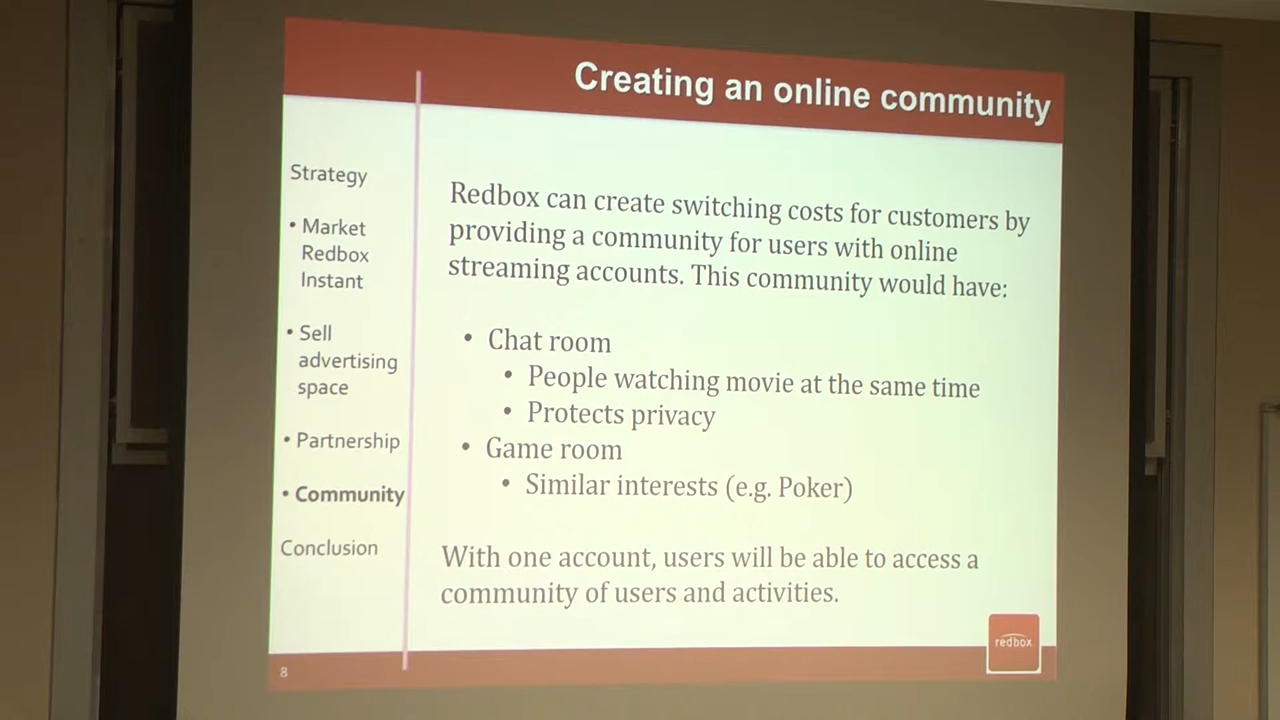 Creating an online community
Strategy
• Market
Redbox
Instant
• Sell
advertising
space
• Partnership
• Community
Conclusion
Redbox can create switching costs for customers by
providing a community for users with online
streaming accounts. This community would have:
• Chat room
• People watching movie at the same time
• Protects privacy
• Game room
• Similar interests (e.g. Poker)
With one account, users will be able to access a
community of users and activities.
redbox
8